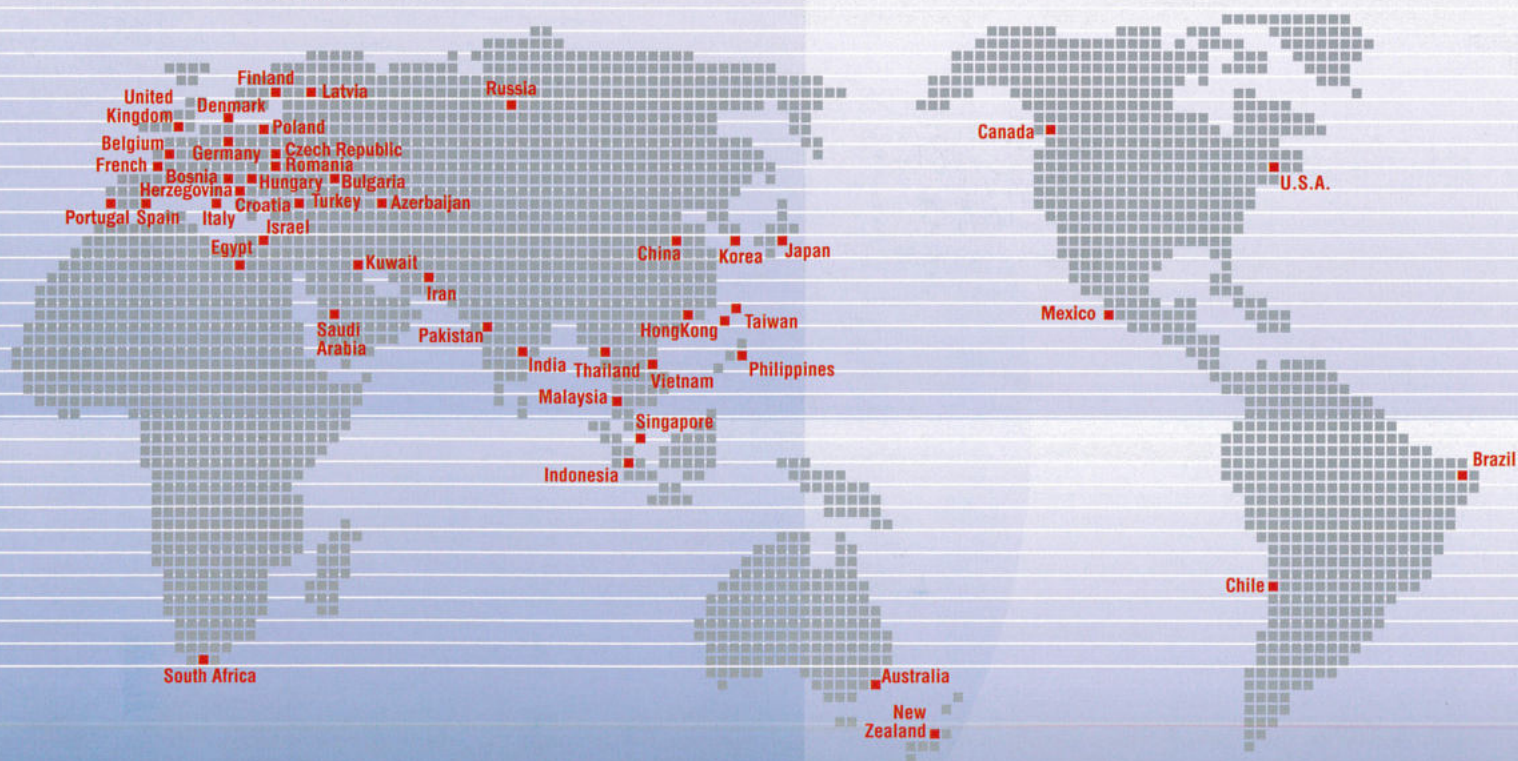 Finland
Latvia
Russia
United
Kingdom
Denmark
Poland
Belgium
Germany
Czech Republic
French
Romania
Bosnia
Herzegovina
Hungary
Bulgaria
Portugal
Spain
Italy
Croatia
Turkey
Azerbaijan
Israel
Egypt
Kuwait
Iran
Saudi
Arabia
Pakistan
India
Thailand
Vietnam
Malaysia
Singapore
Indonesia
China
Korea
Japan
HongKong
Taiwan
Philippines
South Africa
Australia
New
Zealand
Canada
U.S.A.
Mexico
Brazil
Chile